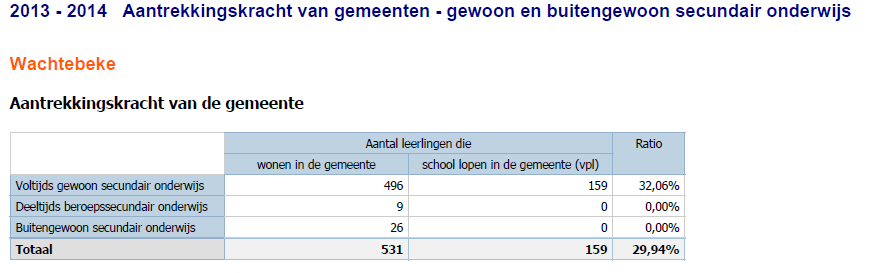 2013 - 2014 Aantrekkingskracht van gemeenten - gewoon en buitengewoon secundair onderwijs
Wachtebeke
Aantrekkingskracht van de gemeente
Aantal leerlingen die Ratio
wonen in de gemeente school lopen in de gemeente (vpl)
Voltijds gewoon secundair onderwijs 496 159 32,06%
Deeltijds beroepssecundair onderwijs 9 0 0,00%
Buitengewoon secundair onderwijs 26 0 0,00%
Totaal 531 159 29,94%